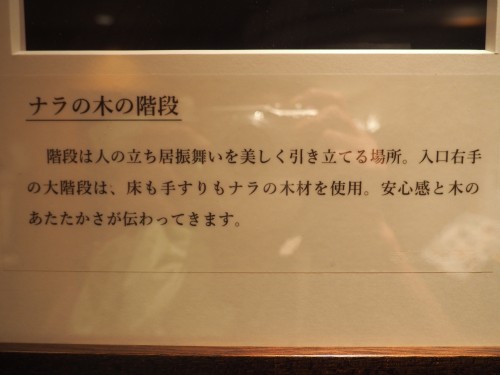 ナラの木の階段
階段は人の立ち居振舞いを美しく引き立てる場所。入口右手
の大階段は、床も手すりもナラの木材を使用。安心感と木の
あたたかさが伝わってきます。